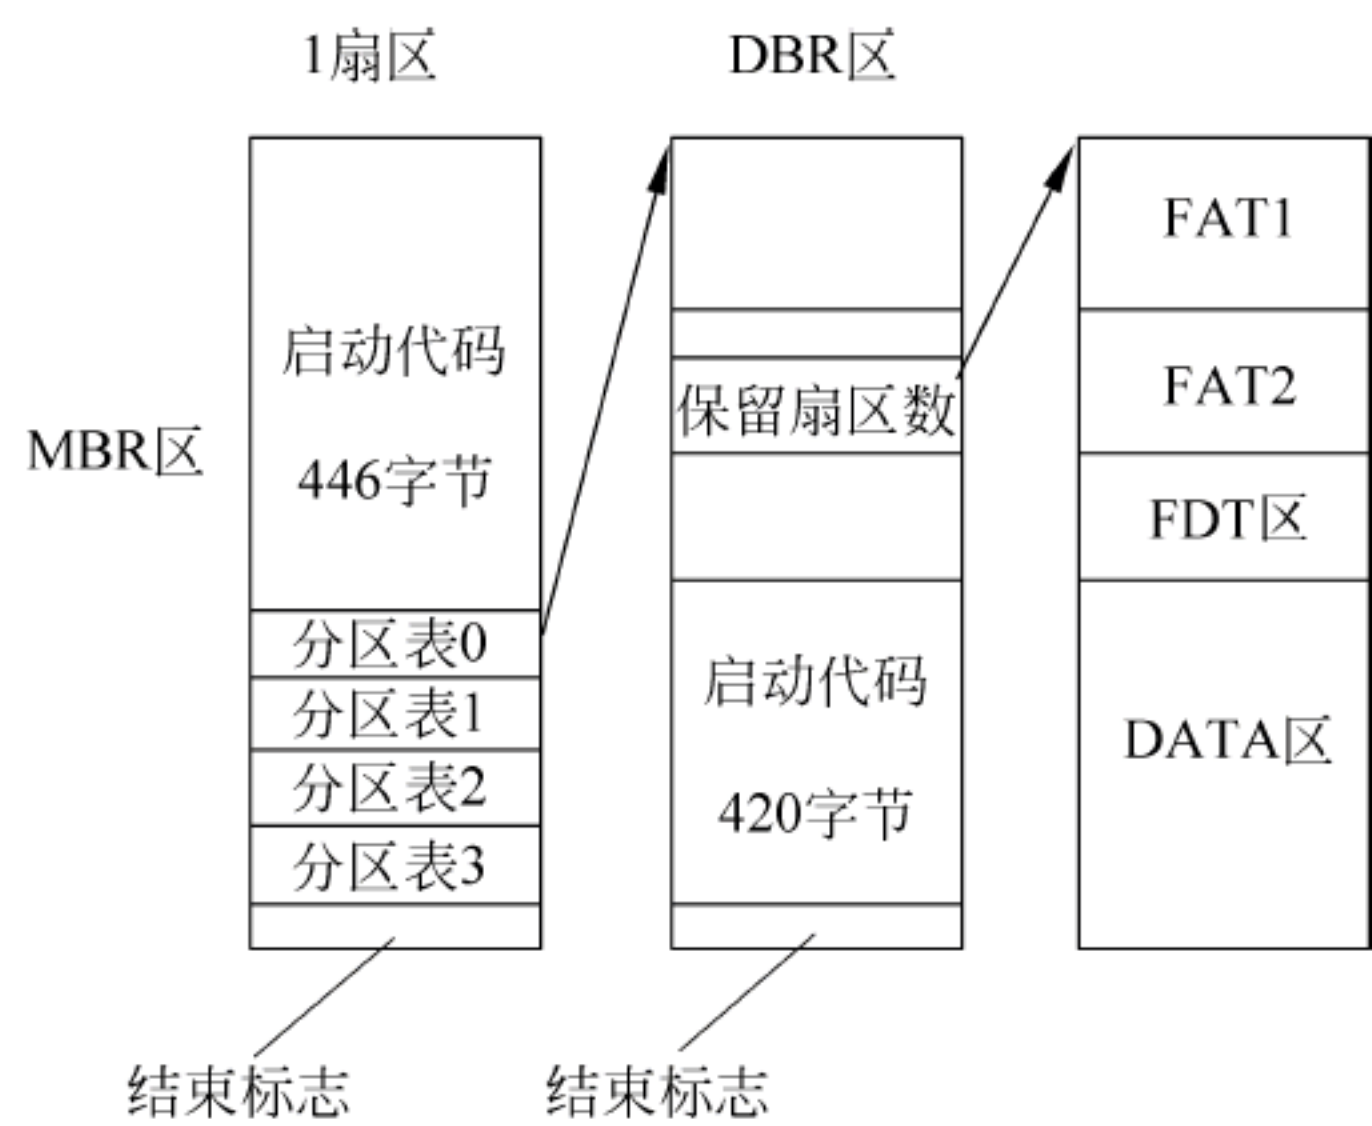 1扇区
DBR区
MBR区
启动代码
446字节
分区表0
分区表1
分区表2
分区表3
结束标志
保留扇区数
启动代码
420字节
结束标志
FAT1
FAT2
FDT区
DATA区